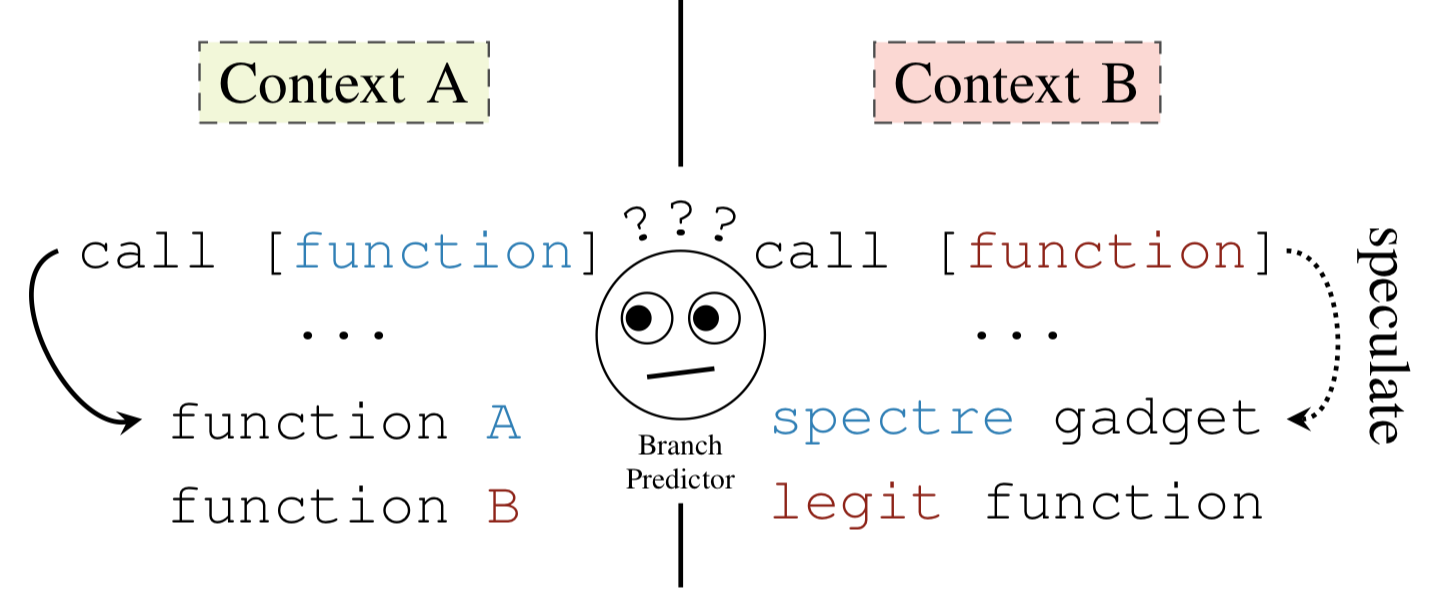 Context A
call [function]
...
function A
function B
? ? ?
Branch
Predictor
Context B
call [function]
...
spectre gadget
legit function
speculate